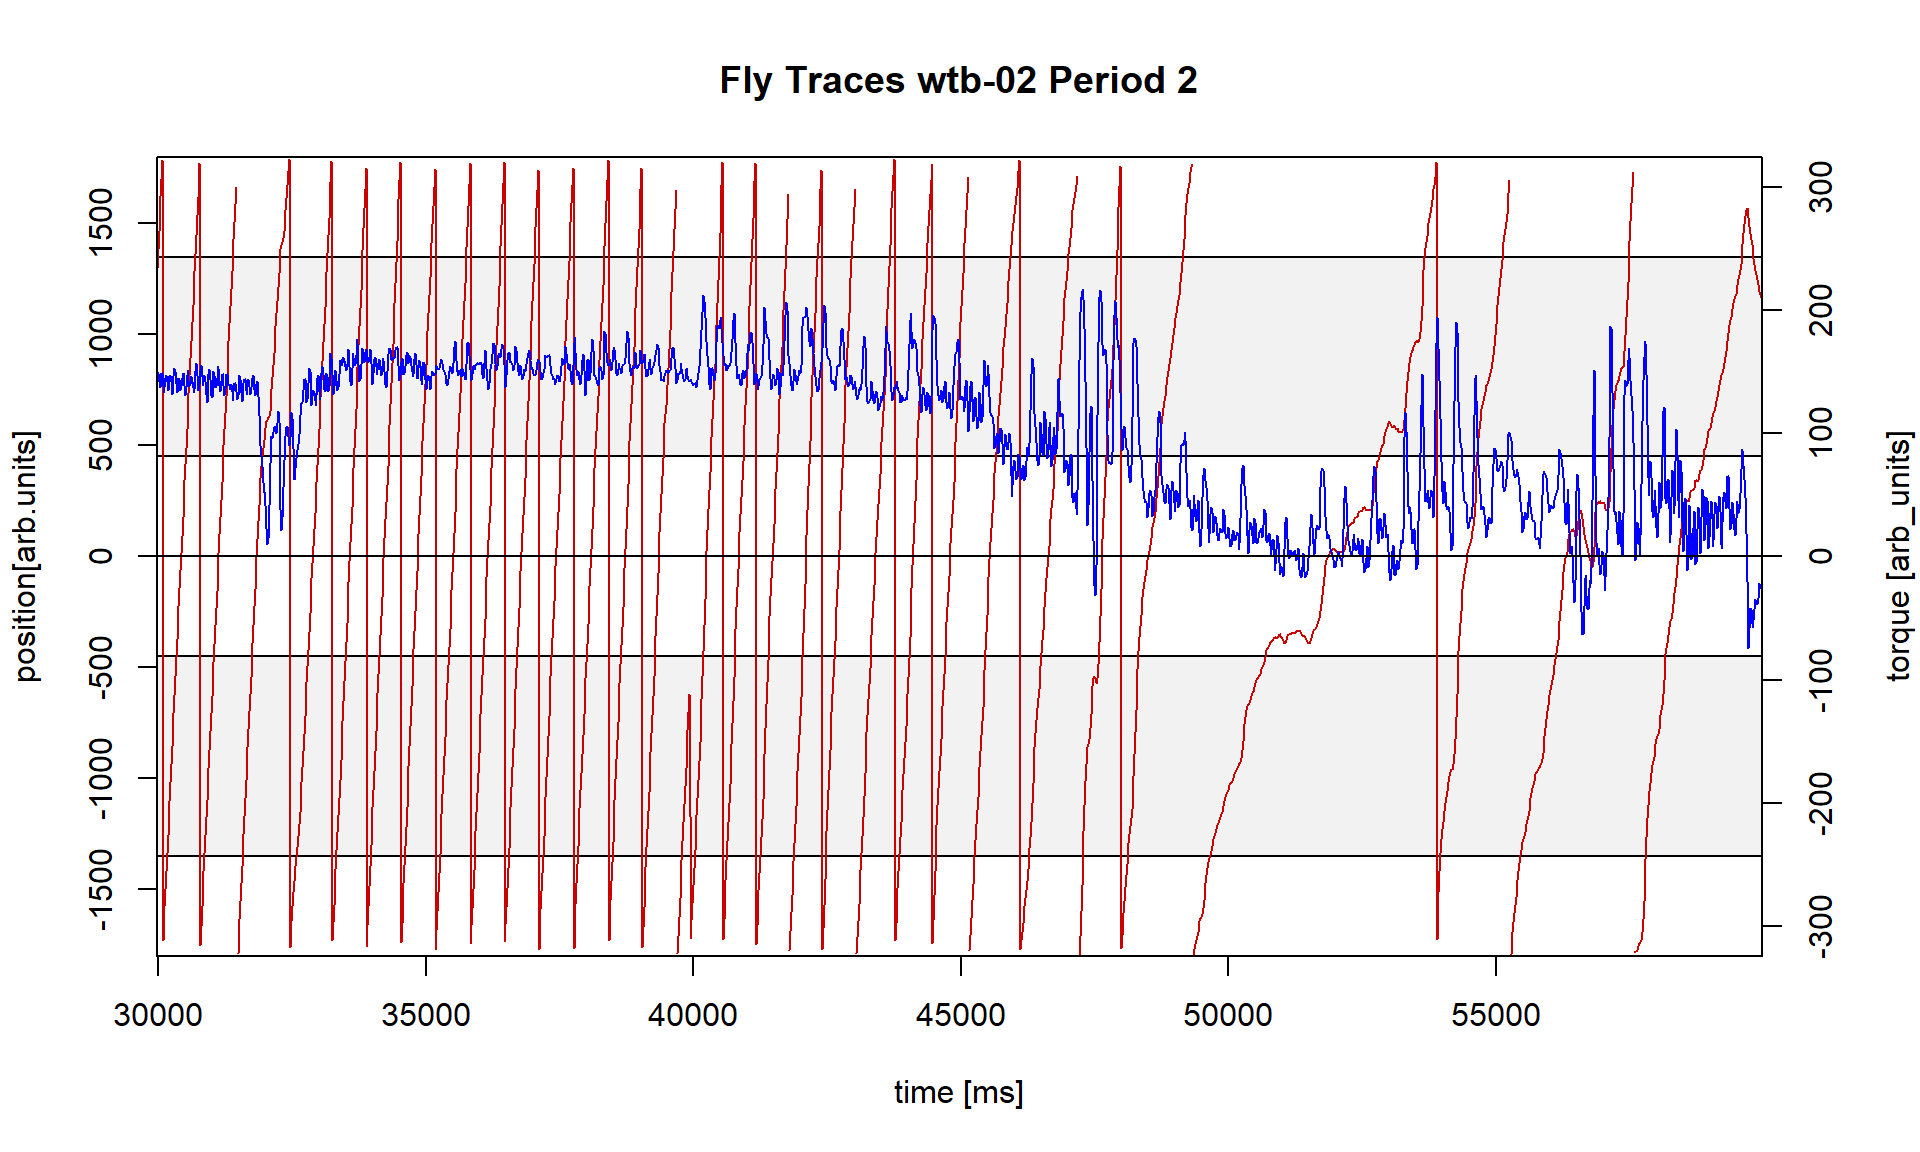 Fly Traces wtb-02 Period 2
position[arb.units]
1500
1000
500
0
-500
-1000
-1500
300
200
100
0
-100
-200
-300
torque [arb_units]
30000 35000 40000 45000 50000 55000
time [ms]